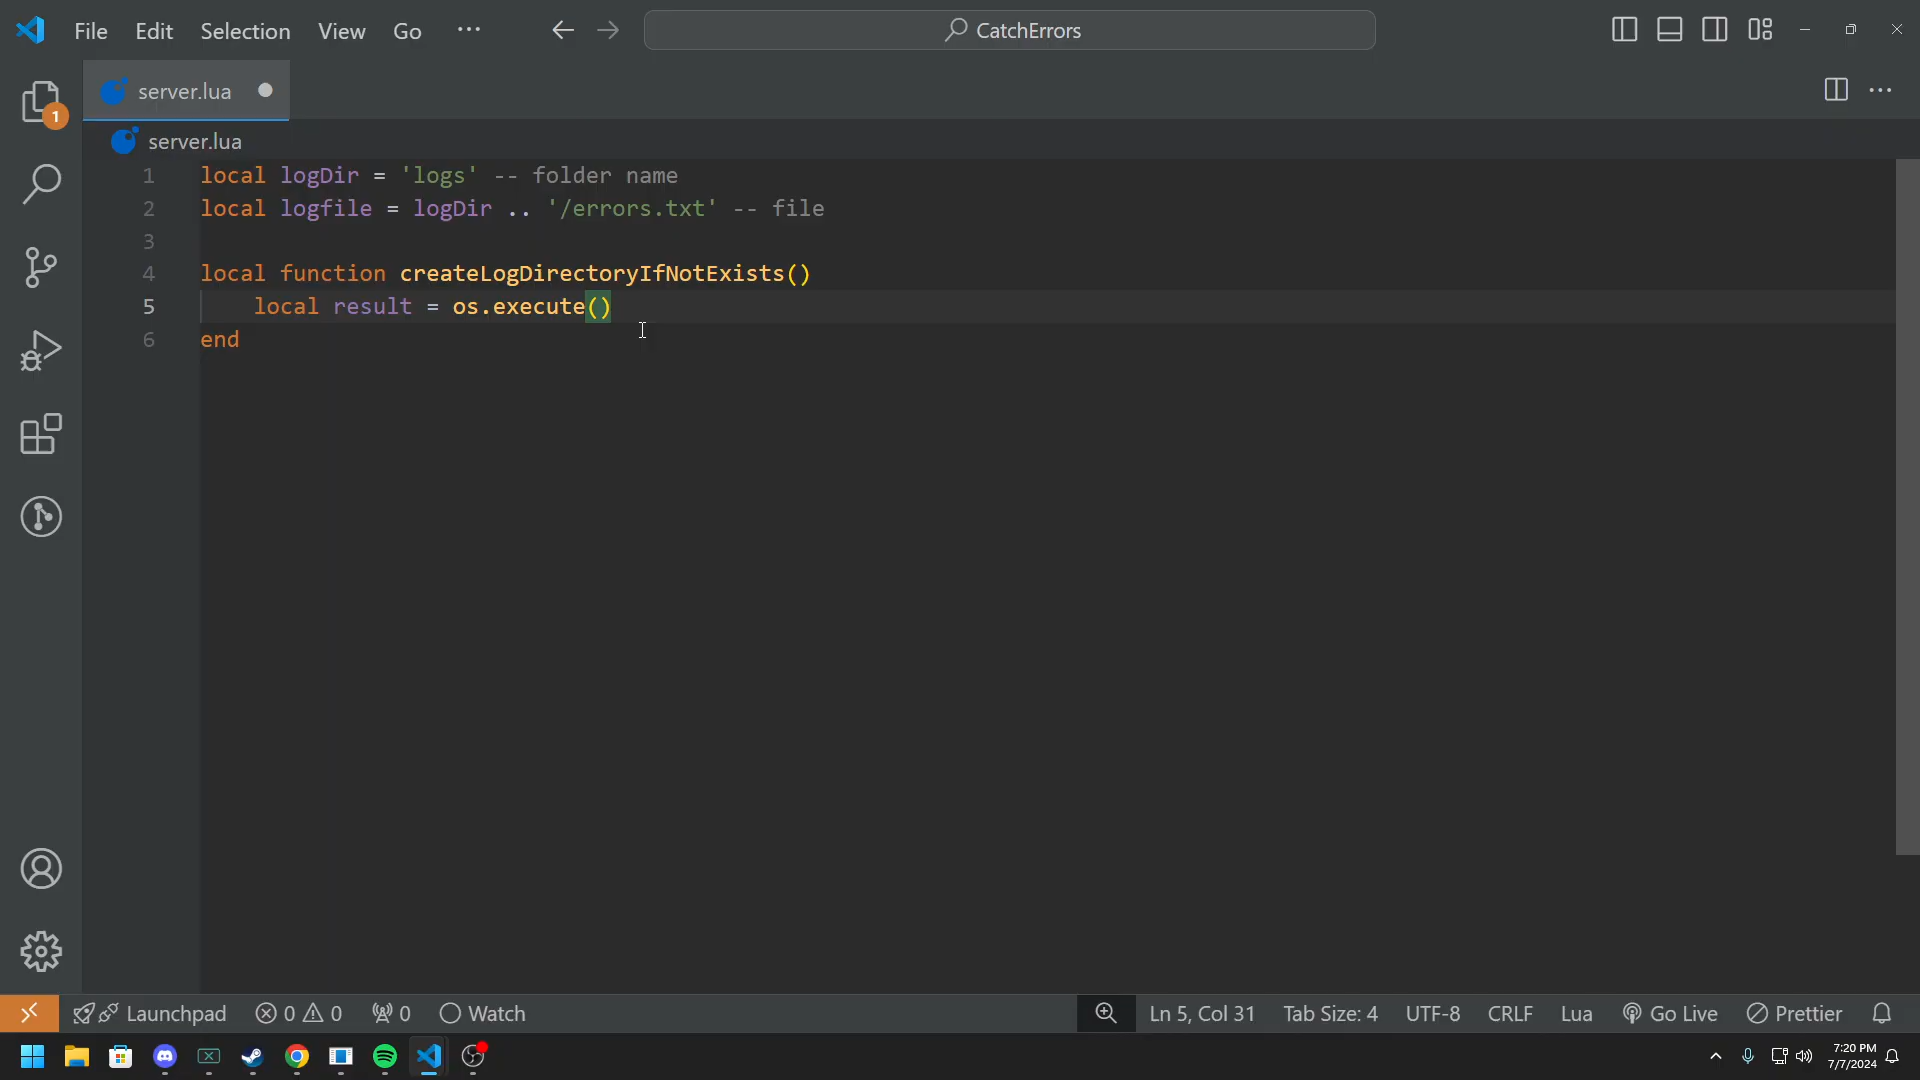 File Edit Selection View Go ··· CatchErrors
server.lua
1
server.lua
1 local logDir = 'logs' -- folder name
2 local logfile = logDir .. '/errors.txt' -- file
3
4 local function createLogDirectoryIfNotExists()
5     local result = os.execute()
6 end
Launchpad 0 0 0 Watch Ln 5, Col 31 Tab Size: 4 UTF-8 CRLF Lua Go Live Prettier
7:20 PM
7/7/2024